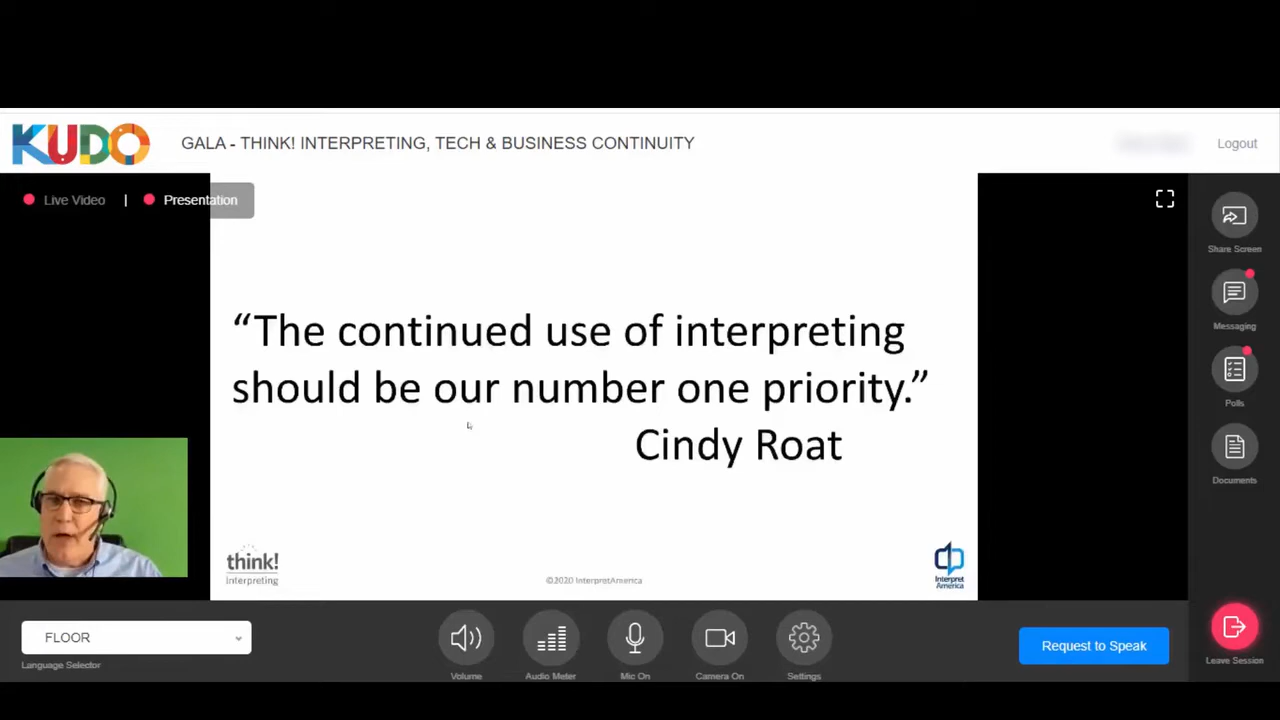 KUDO
GALA - THINK! INTERPRETING, TECH & BUSINESS CONTINUITY
Logout
Live Video | Presentation
Share Screen
Messaging
Polls
Documents
“The continued use of interpreting
should be our number one priority.”
Cindy Roat
think!
interpreting
©2020 InterpretAmerica
Interpret
America
FLOOR
Language Selector
Volume
Audio Meter
Mic On
Camera On
Settings
Request to Speak
Leave Session